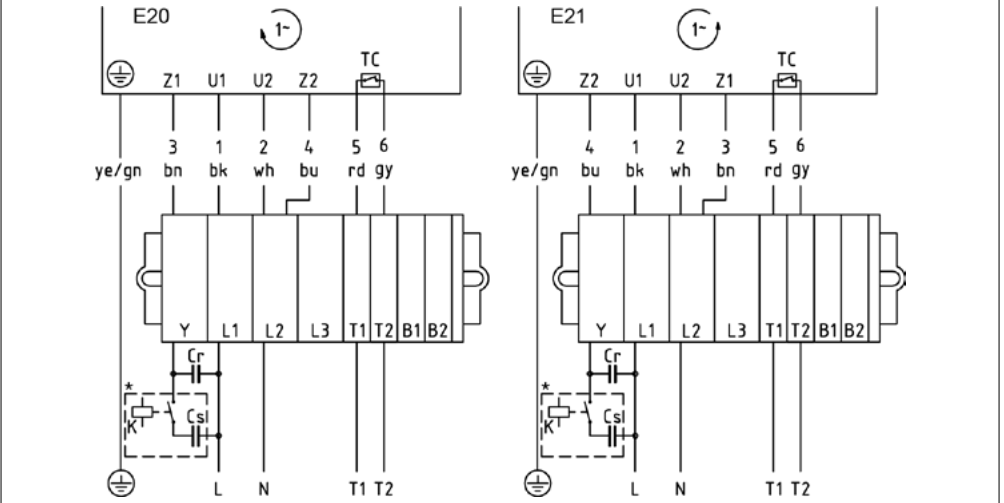 E20 1~ E21 1~
TC TC
Z1 U1 U2 Z2 Z2 U1 U2 Z1
3 1 2 4 5 6 4 1 2 3 5 6
ye/gn bn bk wh bu rd gy ye/gn bu bk wh bn rd gy
Y L1 L2 L3 T1 T2 B1 B2 Y L1 L2 L3 T1 T2 B1 B2
Cr Cr
* *
K Cs K Cs
L N T1 T2 L N T1 T2